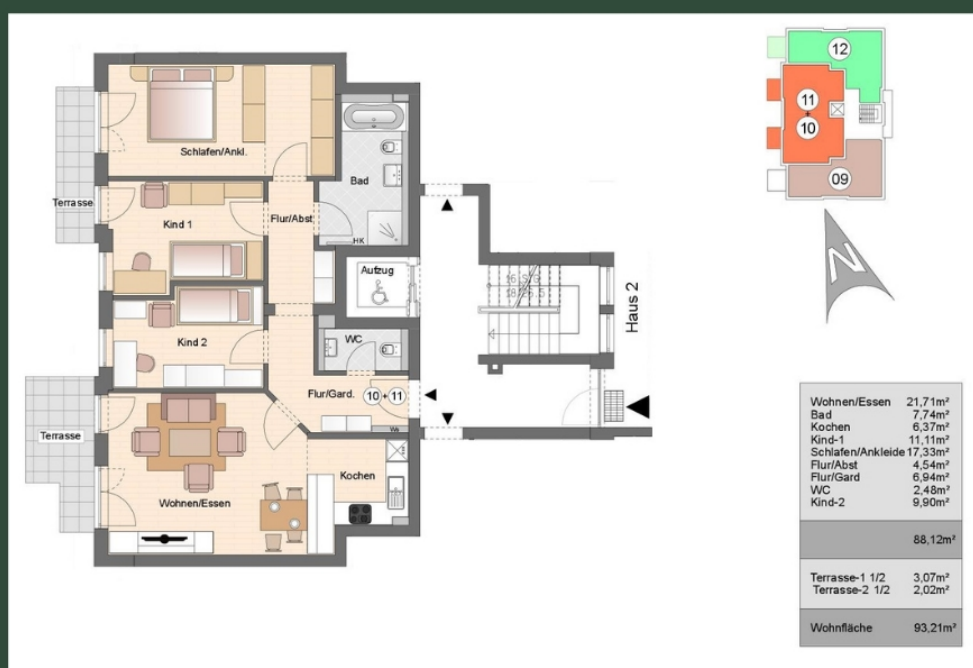 12
11
+
10
09
N
Schlafen/Ankl.
Bad
Terrasse
Kind 1
Flur/Abst
HK
Aufzug
16 STG
Haus 2
WC
Kind 2
Flur/Gard.
10 + 11
Wa
Terrasse
Kochen
Wohnen/Essen
Wohnen/Essen 21,71m²
Bad 7,74m²
Kochen 6,37m²
Kind-1 11,11m²
Schlafen/Ankleide 17,33m²
Flur/Abst 4,54m²
Flur/Gard 6,94m²
WC 2,48m²
Kind-2 9,90m²
88,12m²
Terrasse-1 1/2 3,07m²
Terrasse-2 1/2 2,02m²
Wohnfläche 93,21m²